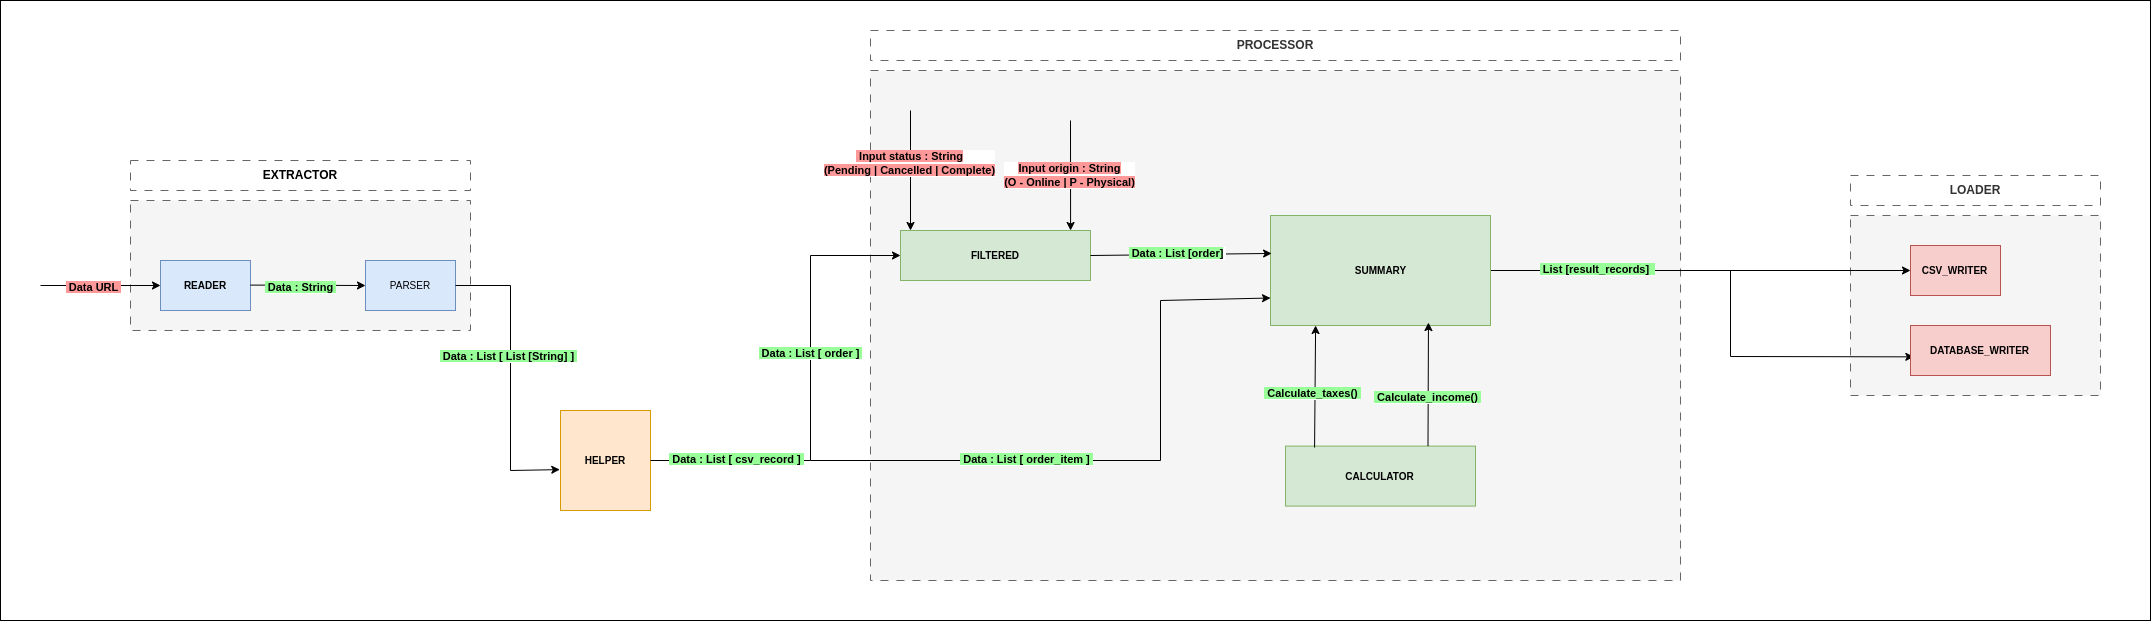 PROCESSOR
EXTRACTOR
Input status : String
(Pending | Cancelled | Complete)
Input origin : String
(O - Online | P - Physical)
LOADER
Data URL
READER
Data : String
PARSER
Data : List [ List [String] ]
HELPER
Data : List [ csv_record ]
Data : List [ order ]
Data : List [ order_item ]
FILTERED
Data : List [order]
SUMMARY
Calculate_taxes()
Calculate_income()
CALCULATOR
List [result_records]
CSV_WRITER
DATABASE_WRITER